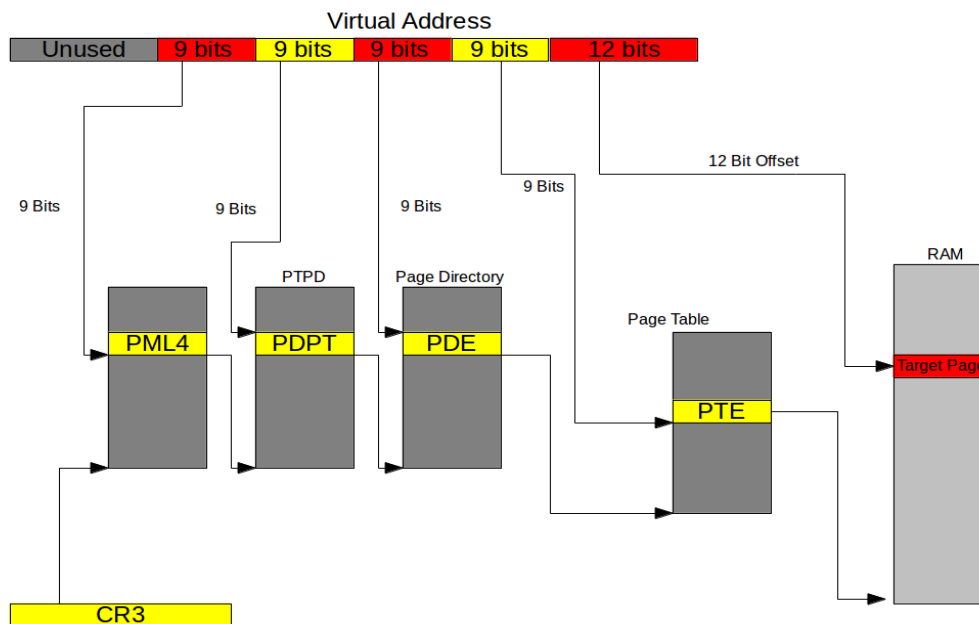 Virtual Address
Unused 9 bits 9 bits 9 bits 9 bits 12 bits
12 Bit Offset
9 Bits 9 Bits 9 Bits 9 Bits
RAM
PTPD Page Directory
Page Table
PML4 PDPT PDE
Target Page
PTE
CR3